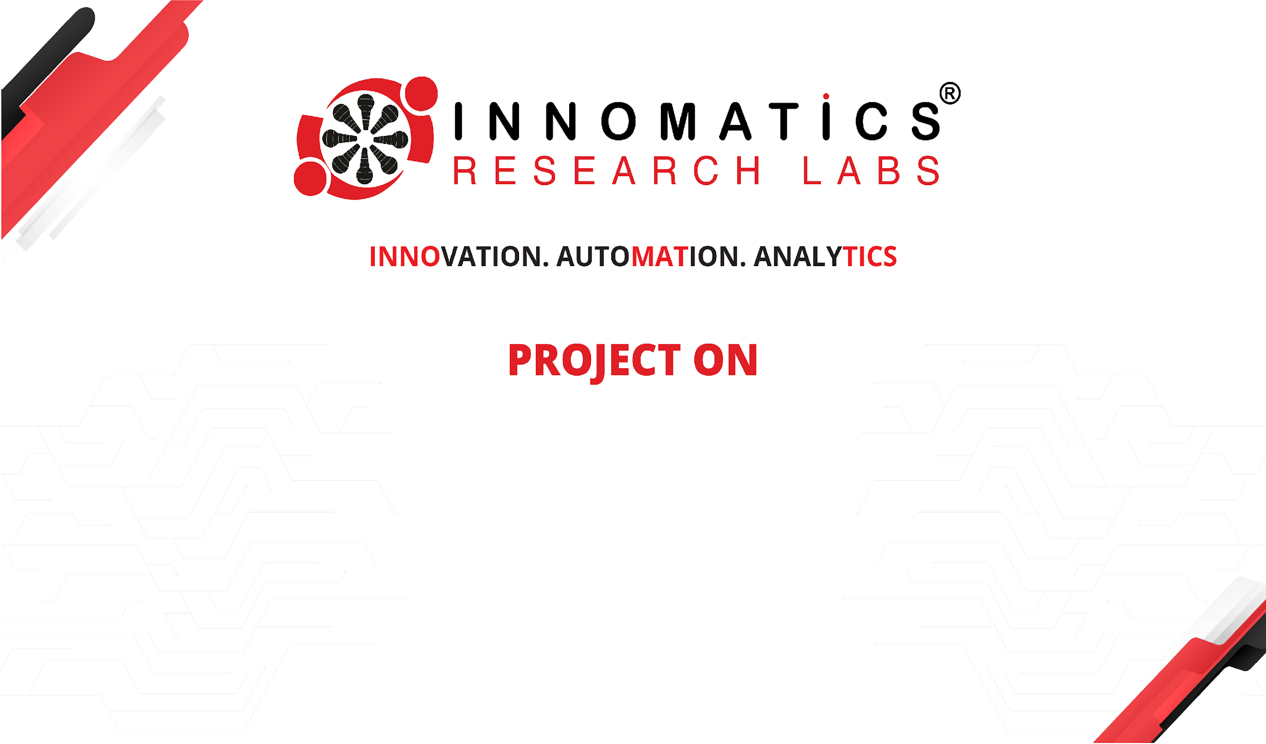 INNOMATICS®
RESEARCH LABS
INNOVATION. AUTOMATION. ANALYTICS
PROJECT ON